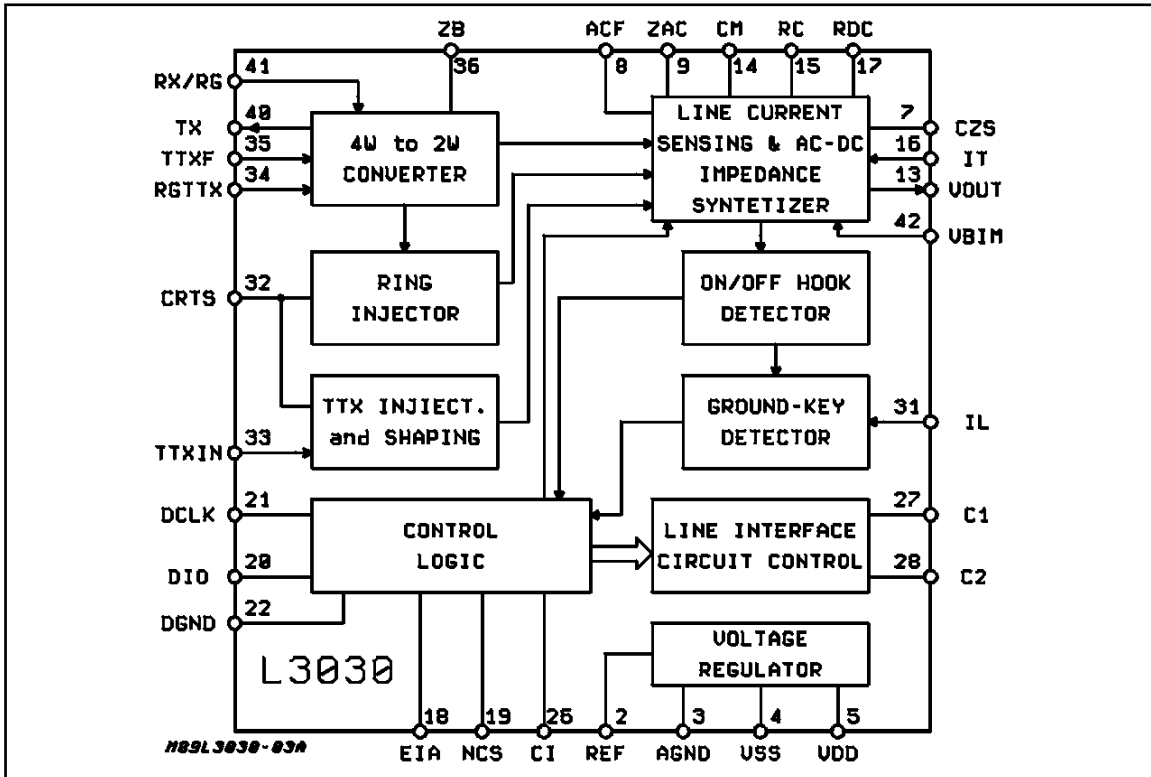 ZB ACF ZAC CM RC RDC
36 8 9 14 15 17
RX/RG 41
TX 40
TTXF 35
RGTTX 34
4W to 2W
CONVERTER
LINE CURRENT
SENSING & AC-DC
IMPEDANCE
SYNTETIZER
7 CZS
16 IT
13 VOUT
42 VBIM
CRTS 32
RING
INJECTOR
ON/OFF HOOK
DETECTOR
TTXIN 33
TTX INJIECT.
and SHAPING
GROUND-KEY
DETECTOR
31 IL
DCLK 21
DIO 20
DGND 22
CONTROL
LOGIC
LINE INTERFACE
CIRCUIT CONTROL
27 C1
28 C2
VOLTAGE
REGULATOR
L3030
18 19 26 2 3 4 5
EIA NCS CI REF AGND VSS VDD
M89L3030-03A